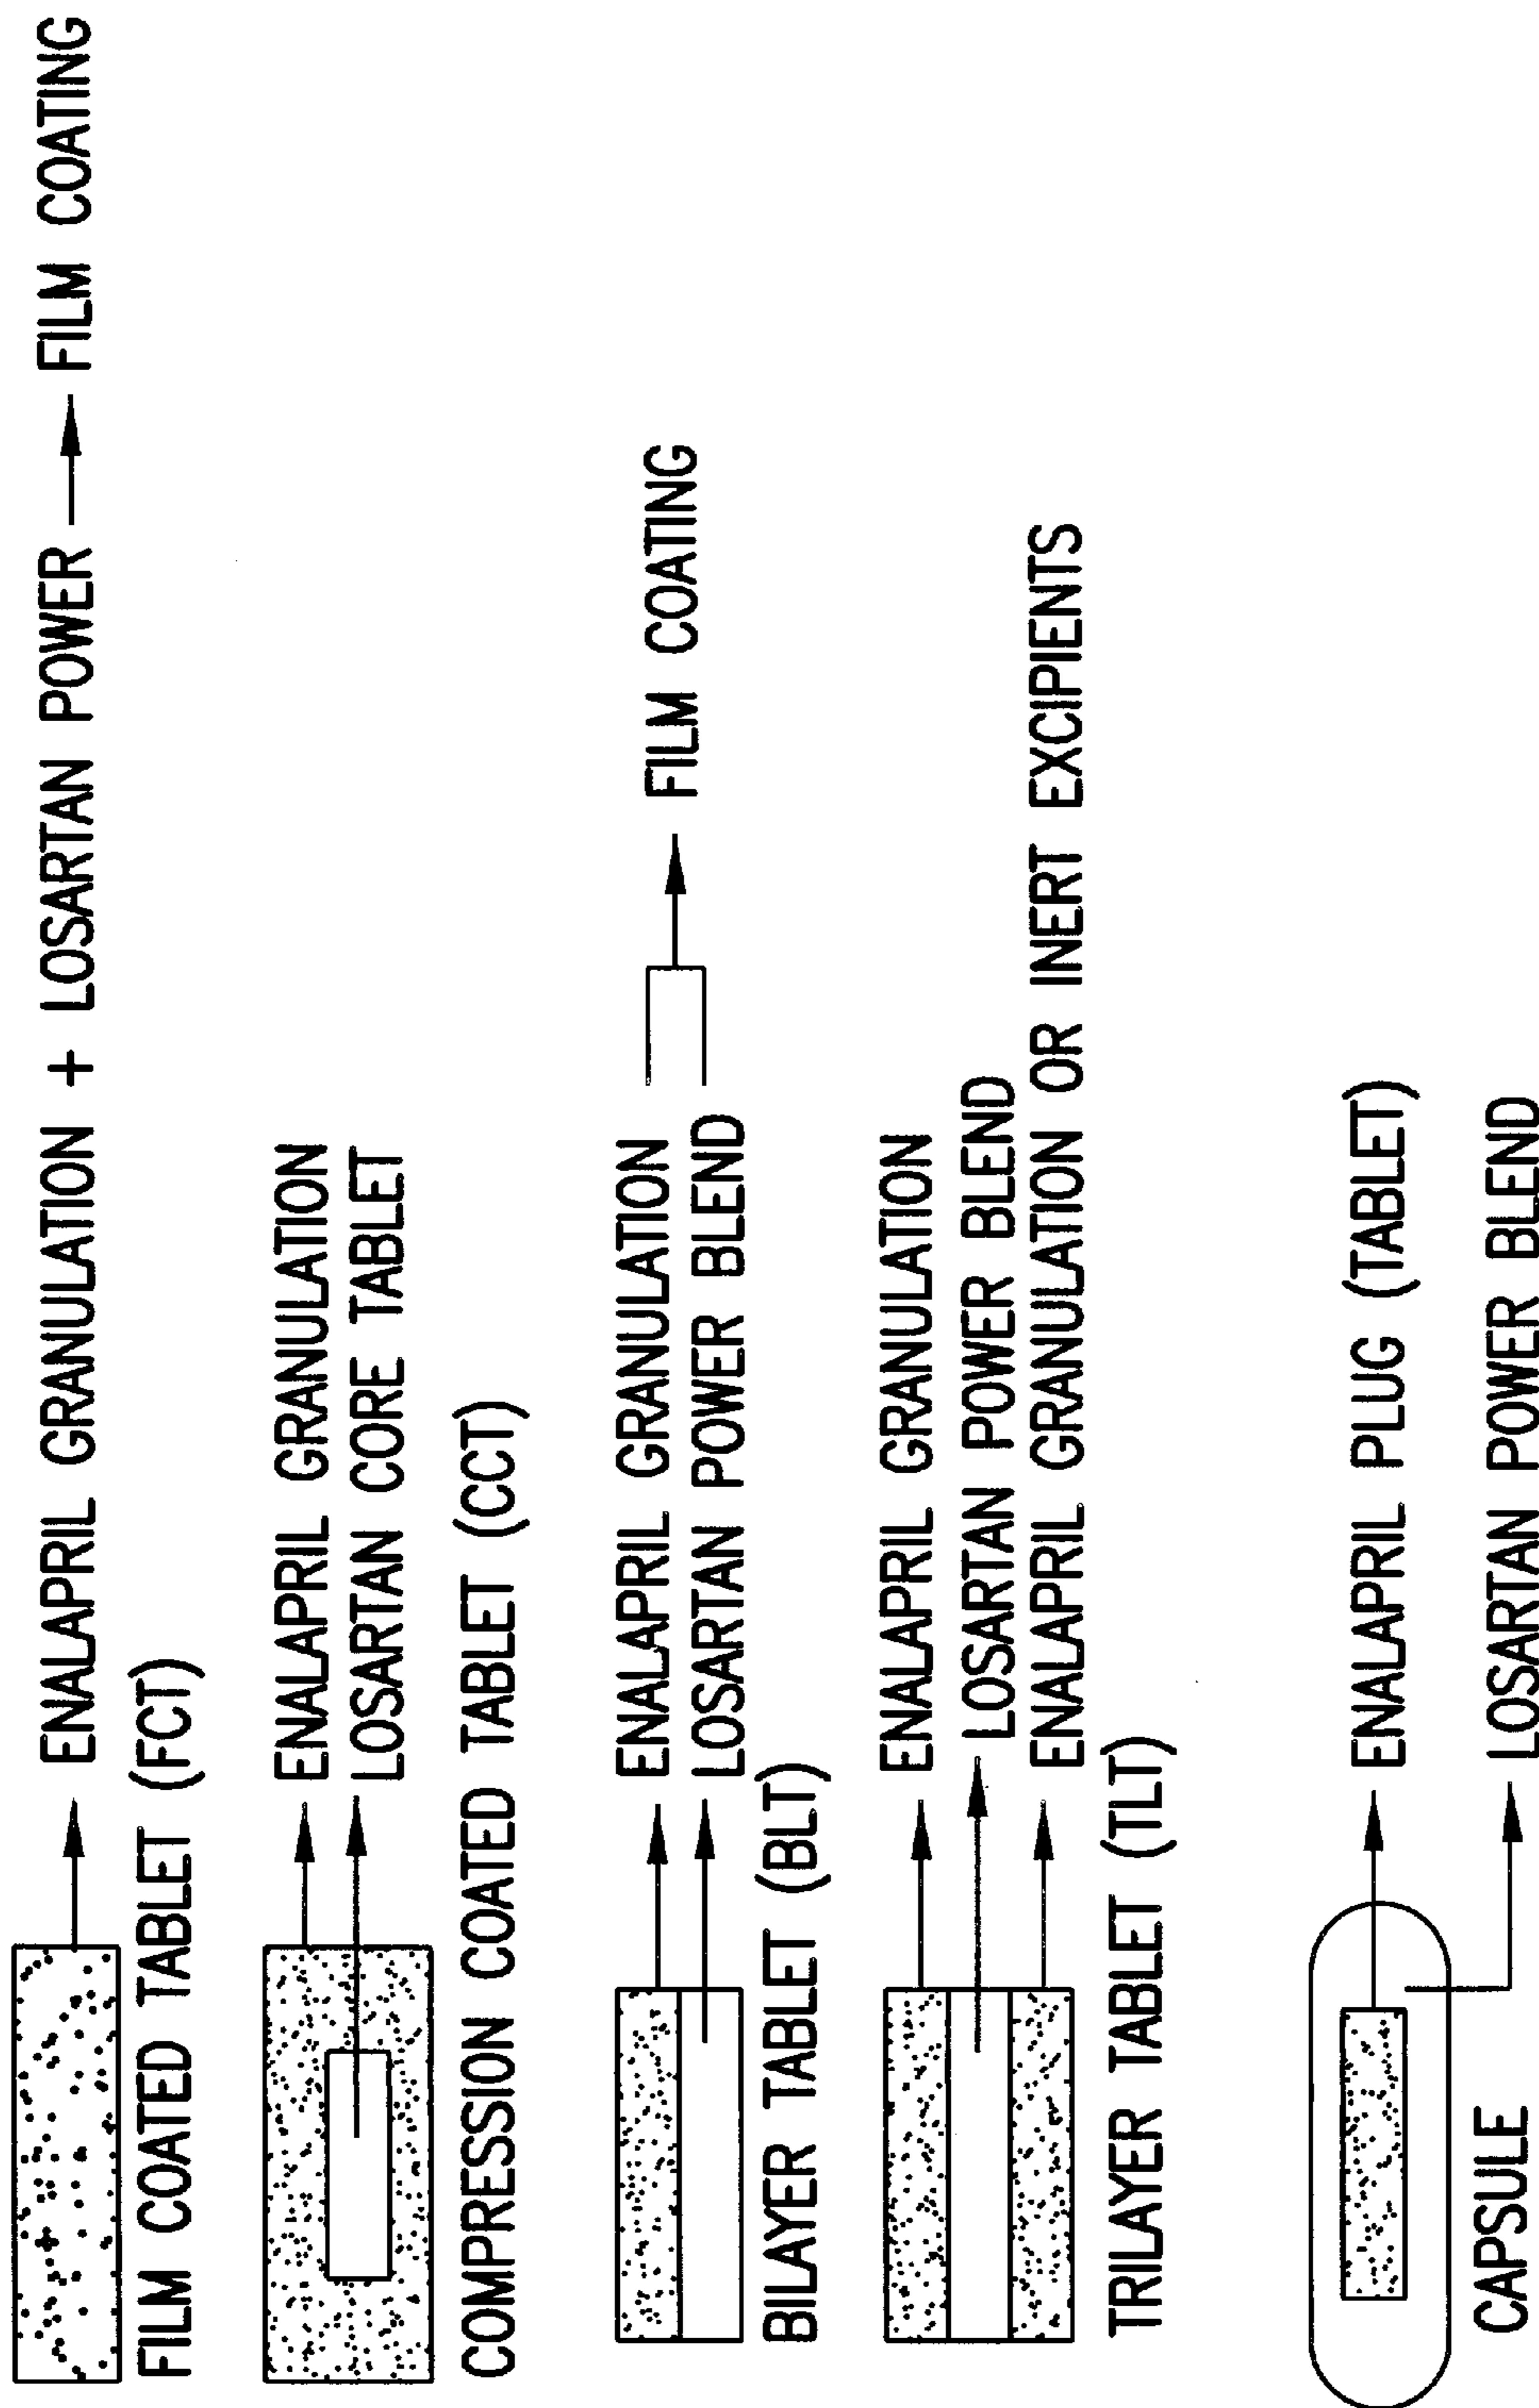 ENALAPRIL GRANULATION + LOSARTAN POWER → FILM COATING
FILM COATED TABLET (FCT)
ENALAPRIL GRANULATION
LOSARTAN CORE TABLET
COMPRESSION COATED TABLET (CCT)
ENALAPRIL GRANULATION
LOSARTAN POWER BLEND
FILM COATING
BILAYER TABLET (BLT)
ENALAPRIL GRANULATION
LOSARTAN POWER BLEND
ENALAPRIL GRANULATION OR INERT EXCIPIENTS
TRILAYER TABLET (TLT)
ENALAPRIL PLUG (TABLET)
CAPSULE
LOSARTAN POWER BLEND